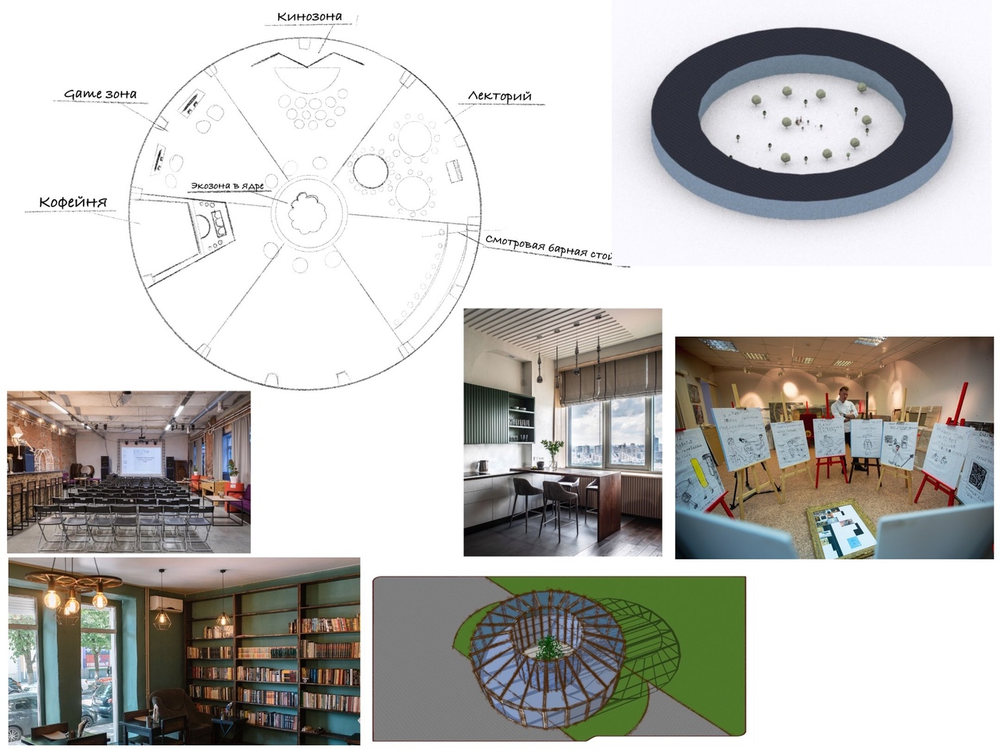 Кинозона
Game зона
Лекторий
Экозона в ядре
Кофейня
Смотровая барная стой